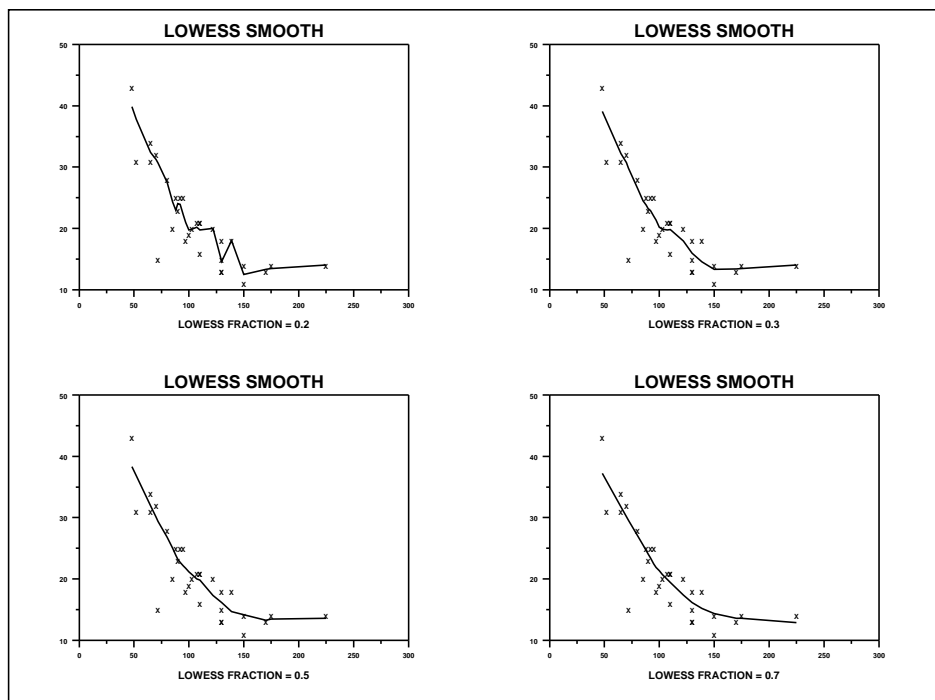 LOWESS SMOOTH
50
40
30
20
10
0 50 100 150 200 250 300
LOWESS FRACTION = 0.2
LOWESS SMOOTH
50
40
30
20
10
0 50 100 150 200 250 300
LOWESS FRACTION = 0.3
LOWESS SMOOTH
50
40
30
20
10
0 50 100 150 200 250 300
LOWESS FRACTION = 0.5
LOWESS SMOOTH
50
40
30
20
10
0 50 100 150 200 250 300
LOWESS FRACTION = 0.7